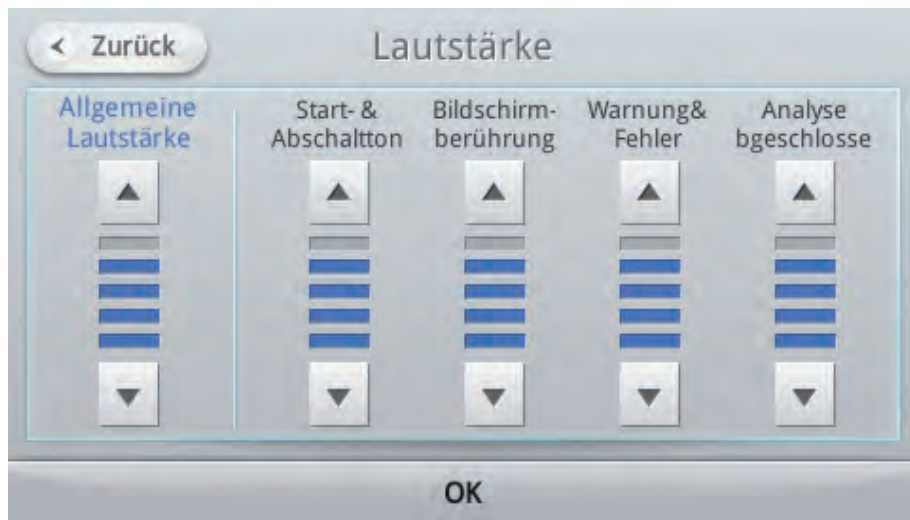 Zurück
Lautstärke
Allgemeine
Lautstärke
Start- &
Abschaltton
Bildschirm-
berührung
Warnung&
Fehler
Analyse
bgeschlosse
OK